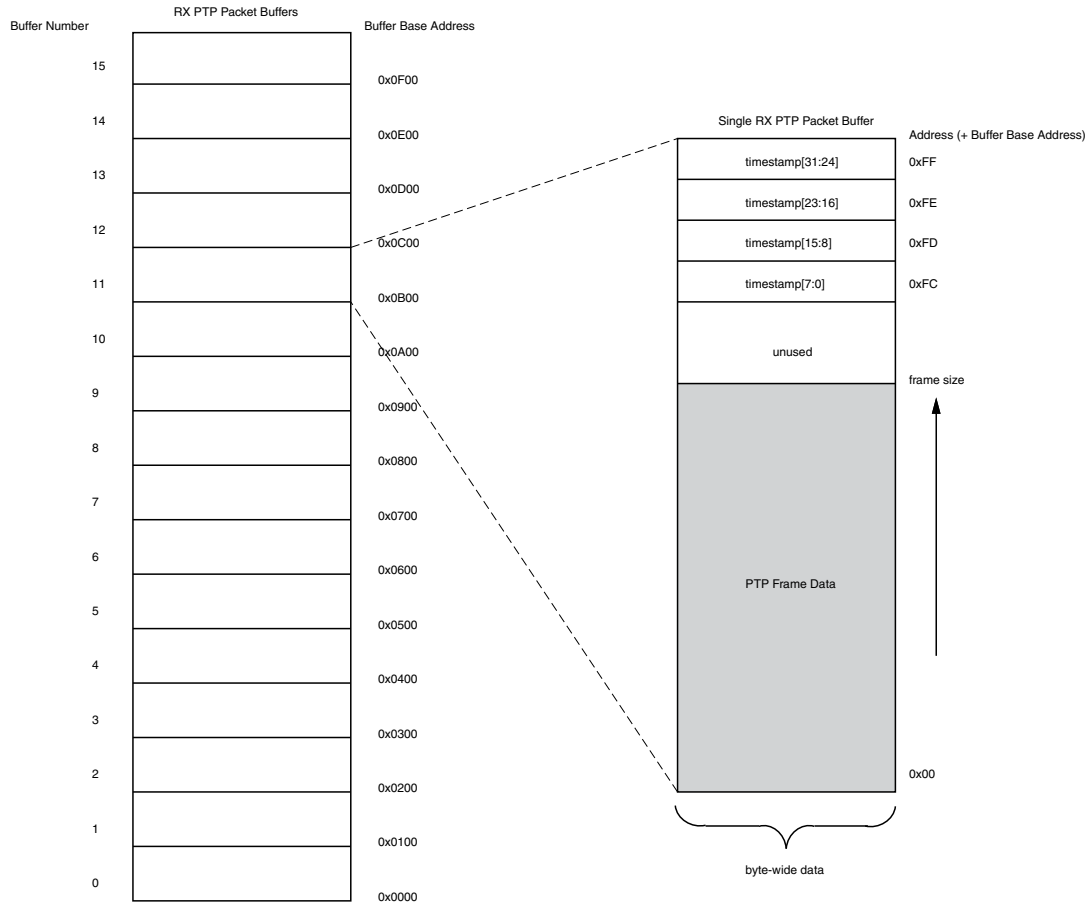 RX PTP Packet Buffers
Buffer Number
Buffer Base Address
15
0x0F00
14
0x0E00
13
0x0D00
12
0x0C00
11
0x0B00
10
0x0A00
9
0x0900
8
0x0800
7
0x0700
6
0x0600
5
0x0500
4
0x0400
3
0x0300
2
0x0200
1
0x0100
0
0x0000
Single RX PTP Packet Buffer
Address (+ Buffer Base Address)
timestamp[31:24]
0xFF
timestamp[23:16]
0xFE
timestamp[15:8]
0xFD
timestamp[7:0]
0xFC
unused
frame size
PTP Frame Data
0x00
byte-wide data